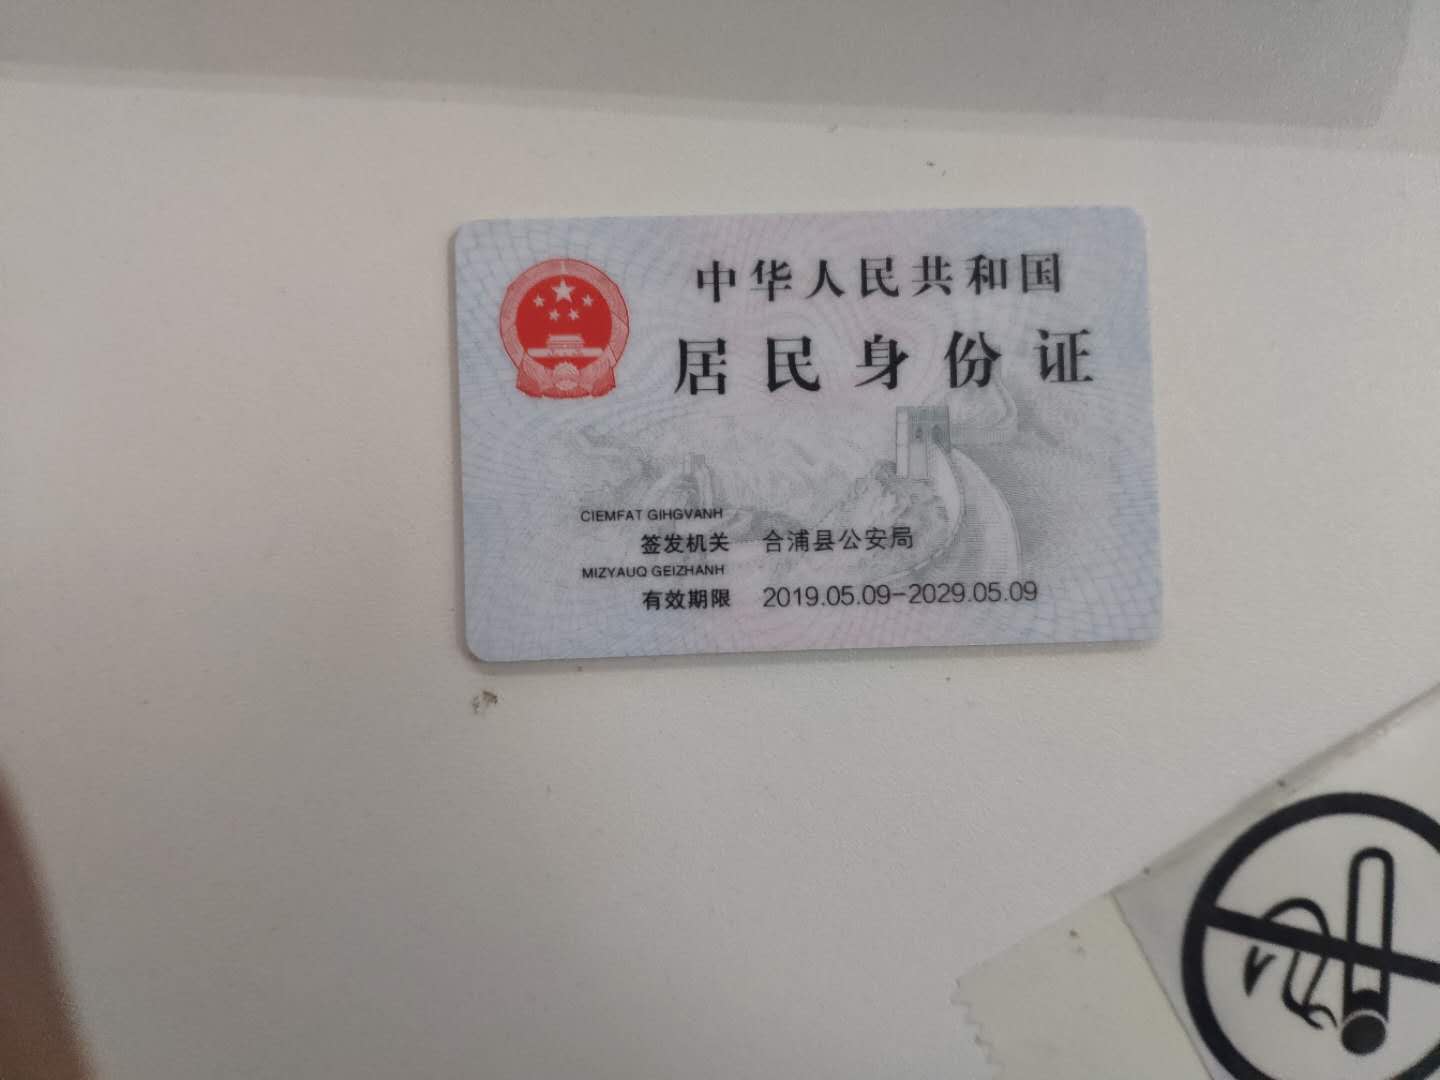 中华人民共和国
居民身份证
CIEMFAT GIHGVANH
签发机关 合浦县公安局
MIZYAUQ GEIZHANH
有效期限 2019.05.09-2029.05.09